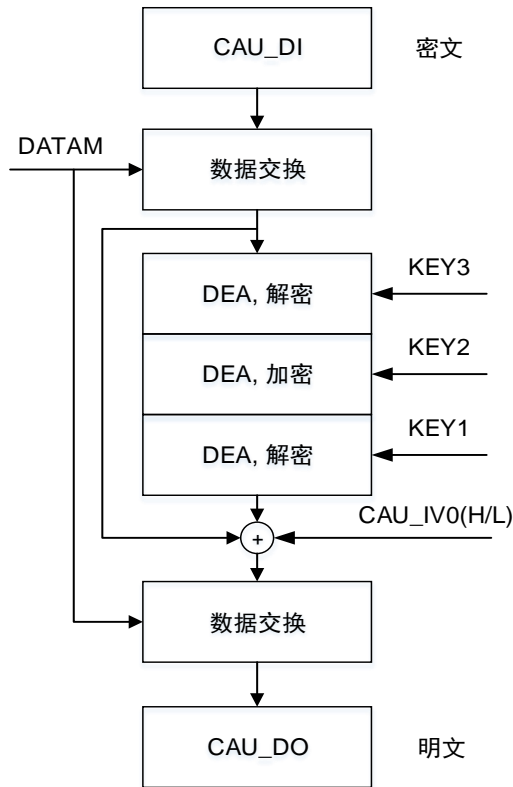 CAU_DI
密文
DATAM
数据交换
KEY3
DEA, 解密
KEY2
DEA, 加密
KEY1
DEA, 解密
CAU_IV0(H/L)
+
数据交换
CAU_DO
明文